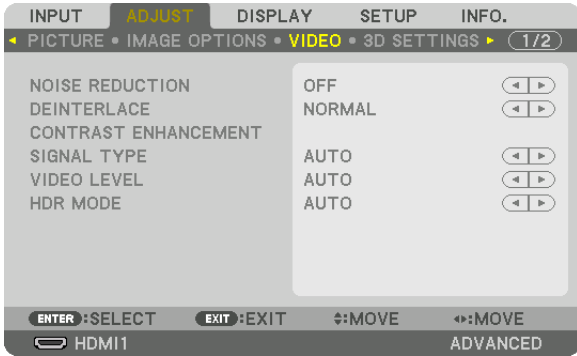 INPUT ADJUST DISPLAY SETUP INFO.
PICTURE • IMAGE OPTIONS • VIDEO • 3D SETTINGS 1/2
NOISE REDUCTION OFF
DEINTERLACE NORMAL
CONTRAST ENHANCEMENT
SIGNAL TYPE AUTO
VIDEO LEVEL AUTO
HDR MODE AUTO
ENTER:SELECT EXIT:EXIT :MOVE :MOVE
HDMI1 ADVANCED